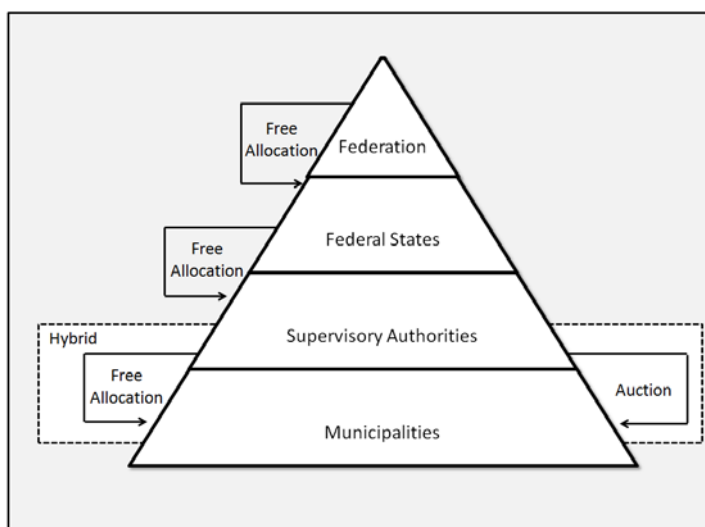 Free
Allocation
Federation
Federal States
Free
Allocation
Hybrid
Supervisory Authorities
Free
Allocation
Auction
Municipalities